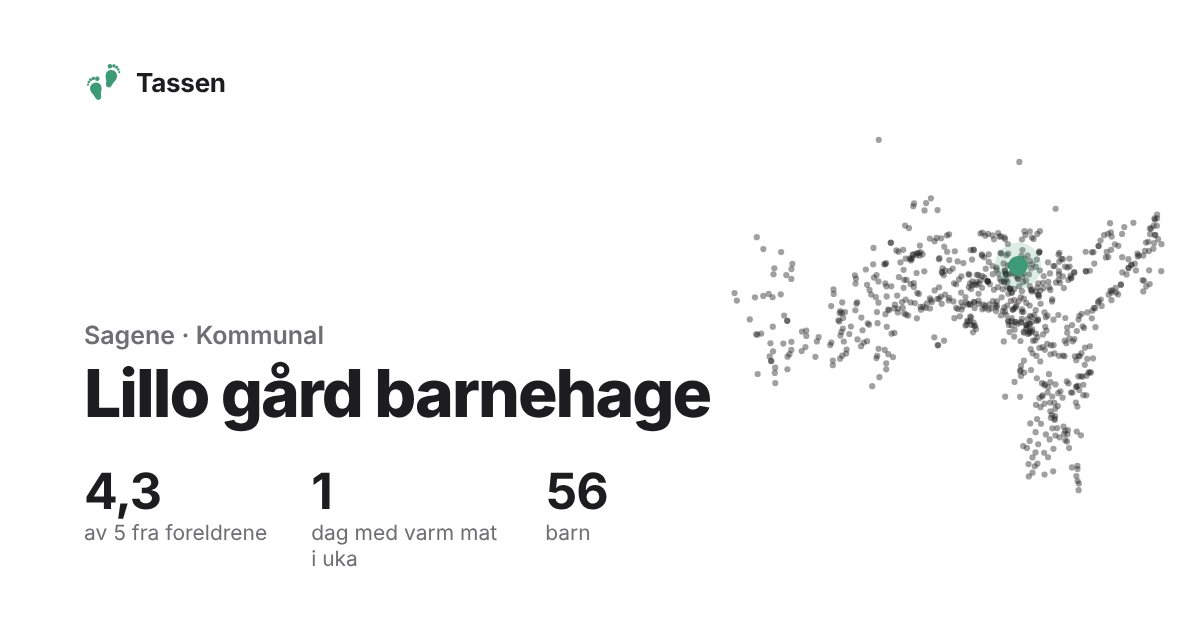 Tassen
Sagene · Kommunal
Lillo gård barnehage
4,3
av 5 fra foreldrene
1
dag med varm mat
i uka
56
barn